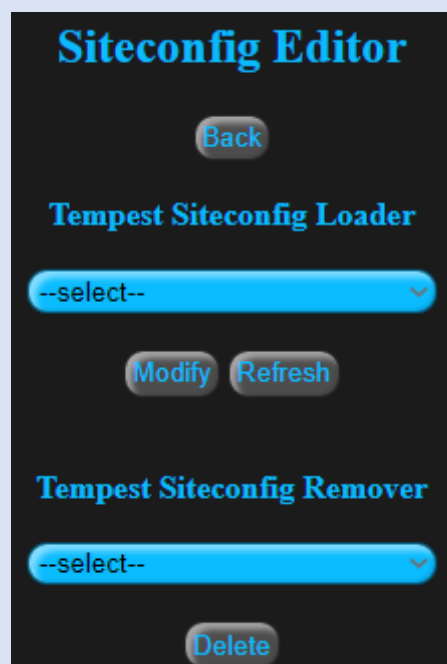 Siteconfig Editor
Back
Tempest Siteconfig Loader
--select--
Modify Refresh
Tempest Siteconfig Remover
--select--
Delete